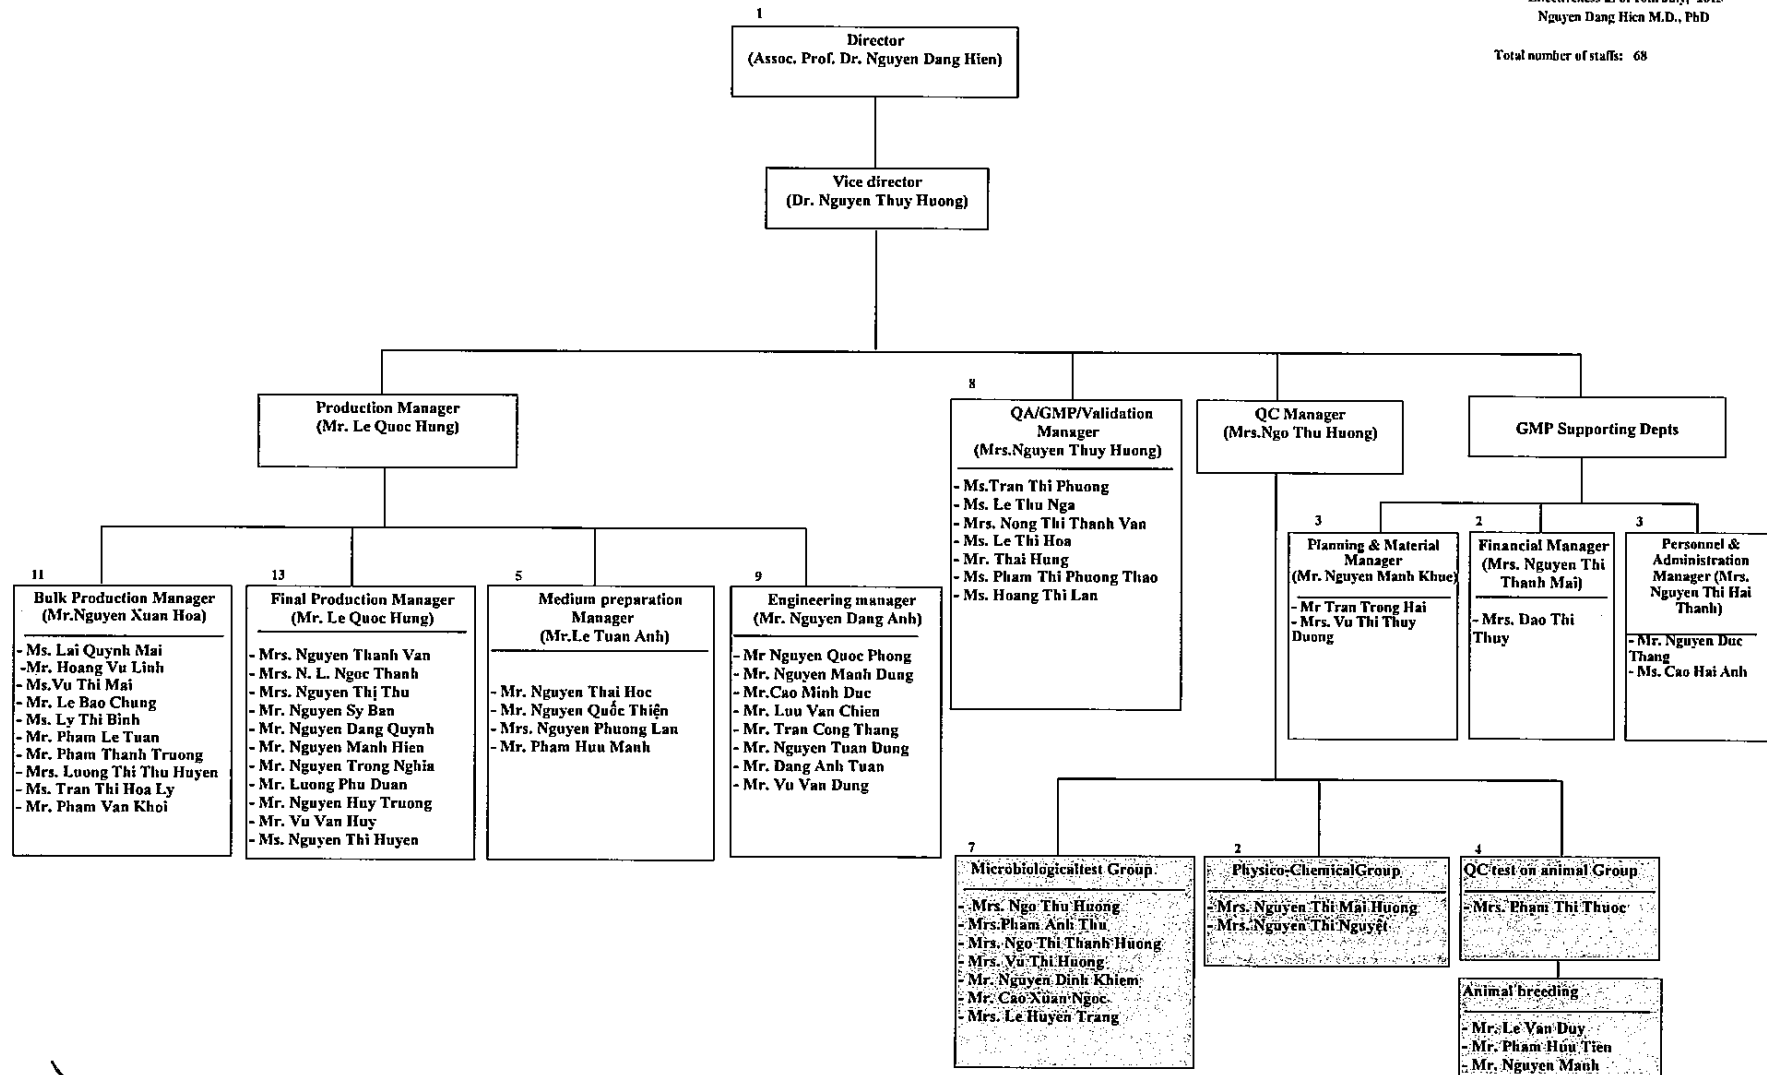 Nguyen Dang Hien M.D., PhD
Total number of staffs: 68
1
Director
(Assoc. Prof. Dr. Nguyen Dang Hien)
Vice director
(Dr. Nguyen Thuy Huong)
Production Manager
(Mr. Le Quoc Hung)
8
QA/GMP/Validation
Manager
(Mrs.Nguyen Thuy Huong)
- Ms.Tran Thi Phuong
- Ms. Le Thu Nga
- Mrs. Nong Thi Thanh Van
- Ms. Le Thi Hoa
- Mr. Thai Hung
- Ms. Pham Thi Phuong Thao
- Ms. Hoang Thi Lan
QC Manager
(Mrs.Ngo Thu Huong)
GMP Supporting Depts
3
Planning & Material
Manager
(Mr. Nguyen Manh Khue)
- Mr Tran Trong Hai
- Mrs. Vu Thi Thuy
Duong
2
Financial Manager
(Mrs. Nguyen Thi
Thanh Mai)
- Mrs. Dao Thi
Thuy
3
Personnel &
Administration
Manager (Mrs.
Nguyen Thi Hai
Thanh)
- Mr. Nguyen Duc
Thang
- Ms. Cao Hai Anh
11
Bulk Production Manager
(Mr.Nguyen Xuan Hoa)
- Ms. Lai Quynh Mai
-Mr. Hoang Vu Linh
- Ms.Vu Thi Mai
- Mr. Le Bao Chung
- Ms. Ly Thi Binh
- Mr. Pham Le Tuan
- Mr. Pham Thanh Truong
- Mrs. Luong Thi Thu Huyen
- Ms. Tran Thi Hoa Ly
- Mr. Pham Van Khoi
13
Final Production Manager
(Mr. Le Quoc Hung)
- Mrs. Nguyen Thanh Van
- Mrs. N. L. Ngoc Thanh
- Mrs. Nguyen Thị Thu
- Mr. Nguyen Sy Ban
- Mr. Nguyen Dang Quynh
- Mr. Nguyen Manh Hien
- Mr. Nguyen Trong Nghia
- Mr. Luong Phu Duan
- Mr. Nguyen Huy Truong
- Mr. Vu Van Huy
- Ms. Nguyen Thi Huyen
5
Medium preparation
Manager
(Mr.Le Tuan Anh)
- Mr. Nguyen Thai Hoc
- Mr. Nguyen Quốc Thiện
- Mrs. Nguyen Phuong Lan
- Mr. Pham Huu Manh
9
Engineering manager
(Mr. Nguyen Dang Anh)
- Mr Nguyen Quoc Phong
- Mr. Nguyen Manh Dung
- Mr.Cao Minh Duc
- Mr. Luu Van Chien
- Mr. Tran Cong Thang
- Mr. Nguyen Tuan Dung
- Mr. Dang Anh Tuan
- Mr. Vu Van Dung
7
Microbiologicaltest Group
- Mrs. Ngo Thu Huong
- Mrs.Pham Anh Thu
- Mrs. Ngo Thi Thanh Huong
- Mrs. Vu Thi Huong
- Mr. Nguyen Dinh Khiem
- Mr. Cao Xuan Ngoc
- Mrs. Le Huyen Trang
2
Physico-ChemicalGroup
- Mrs. Nguyen Thi Mai Huong
- Mrs. Nguyen Thi Nguyệt
4
QC test on animal Group
- Mrs. Pham Thi Thuoc
Animal breeding
- Mr. Le Van Duy
- Mr. Pham Huu Tien
- Mr. Nguyen Manh